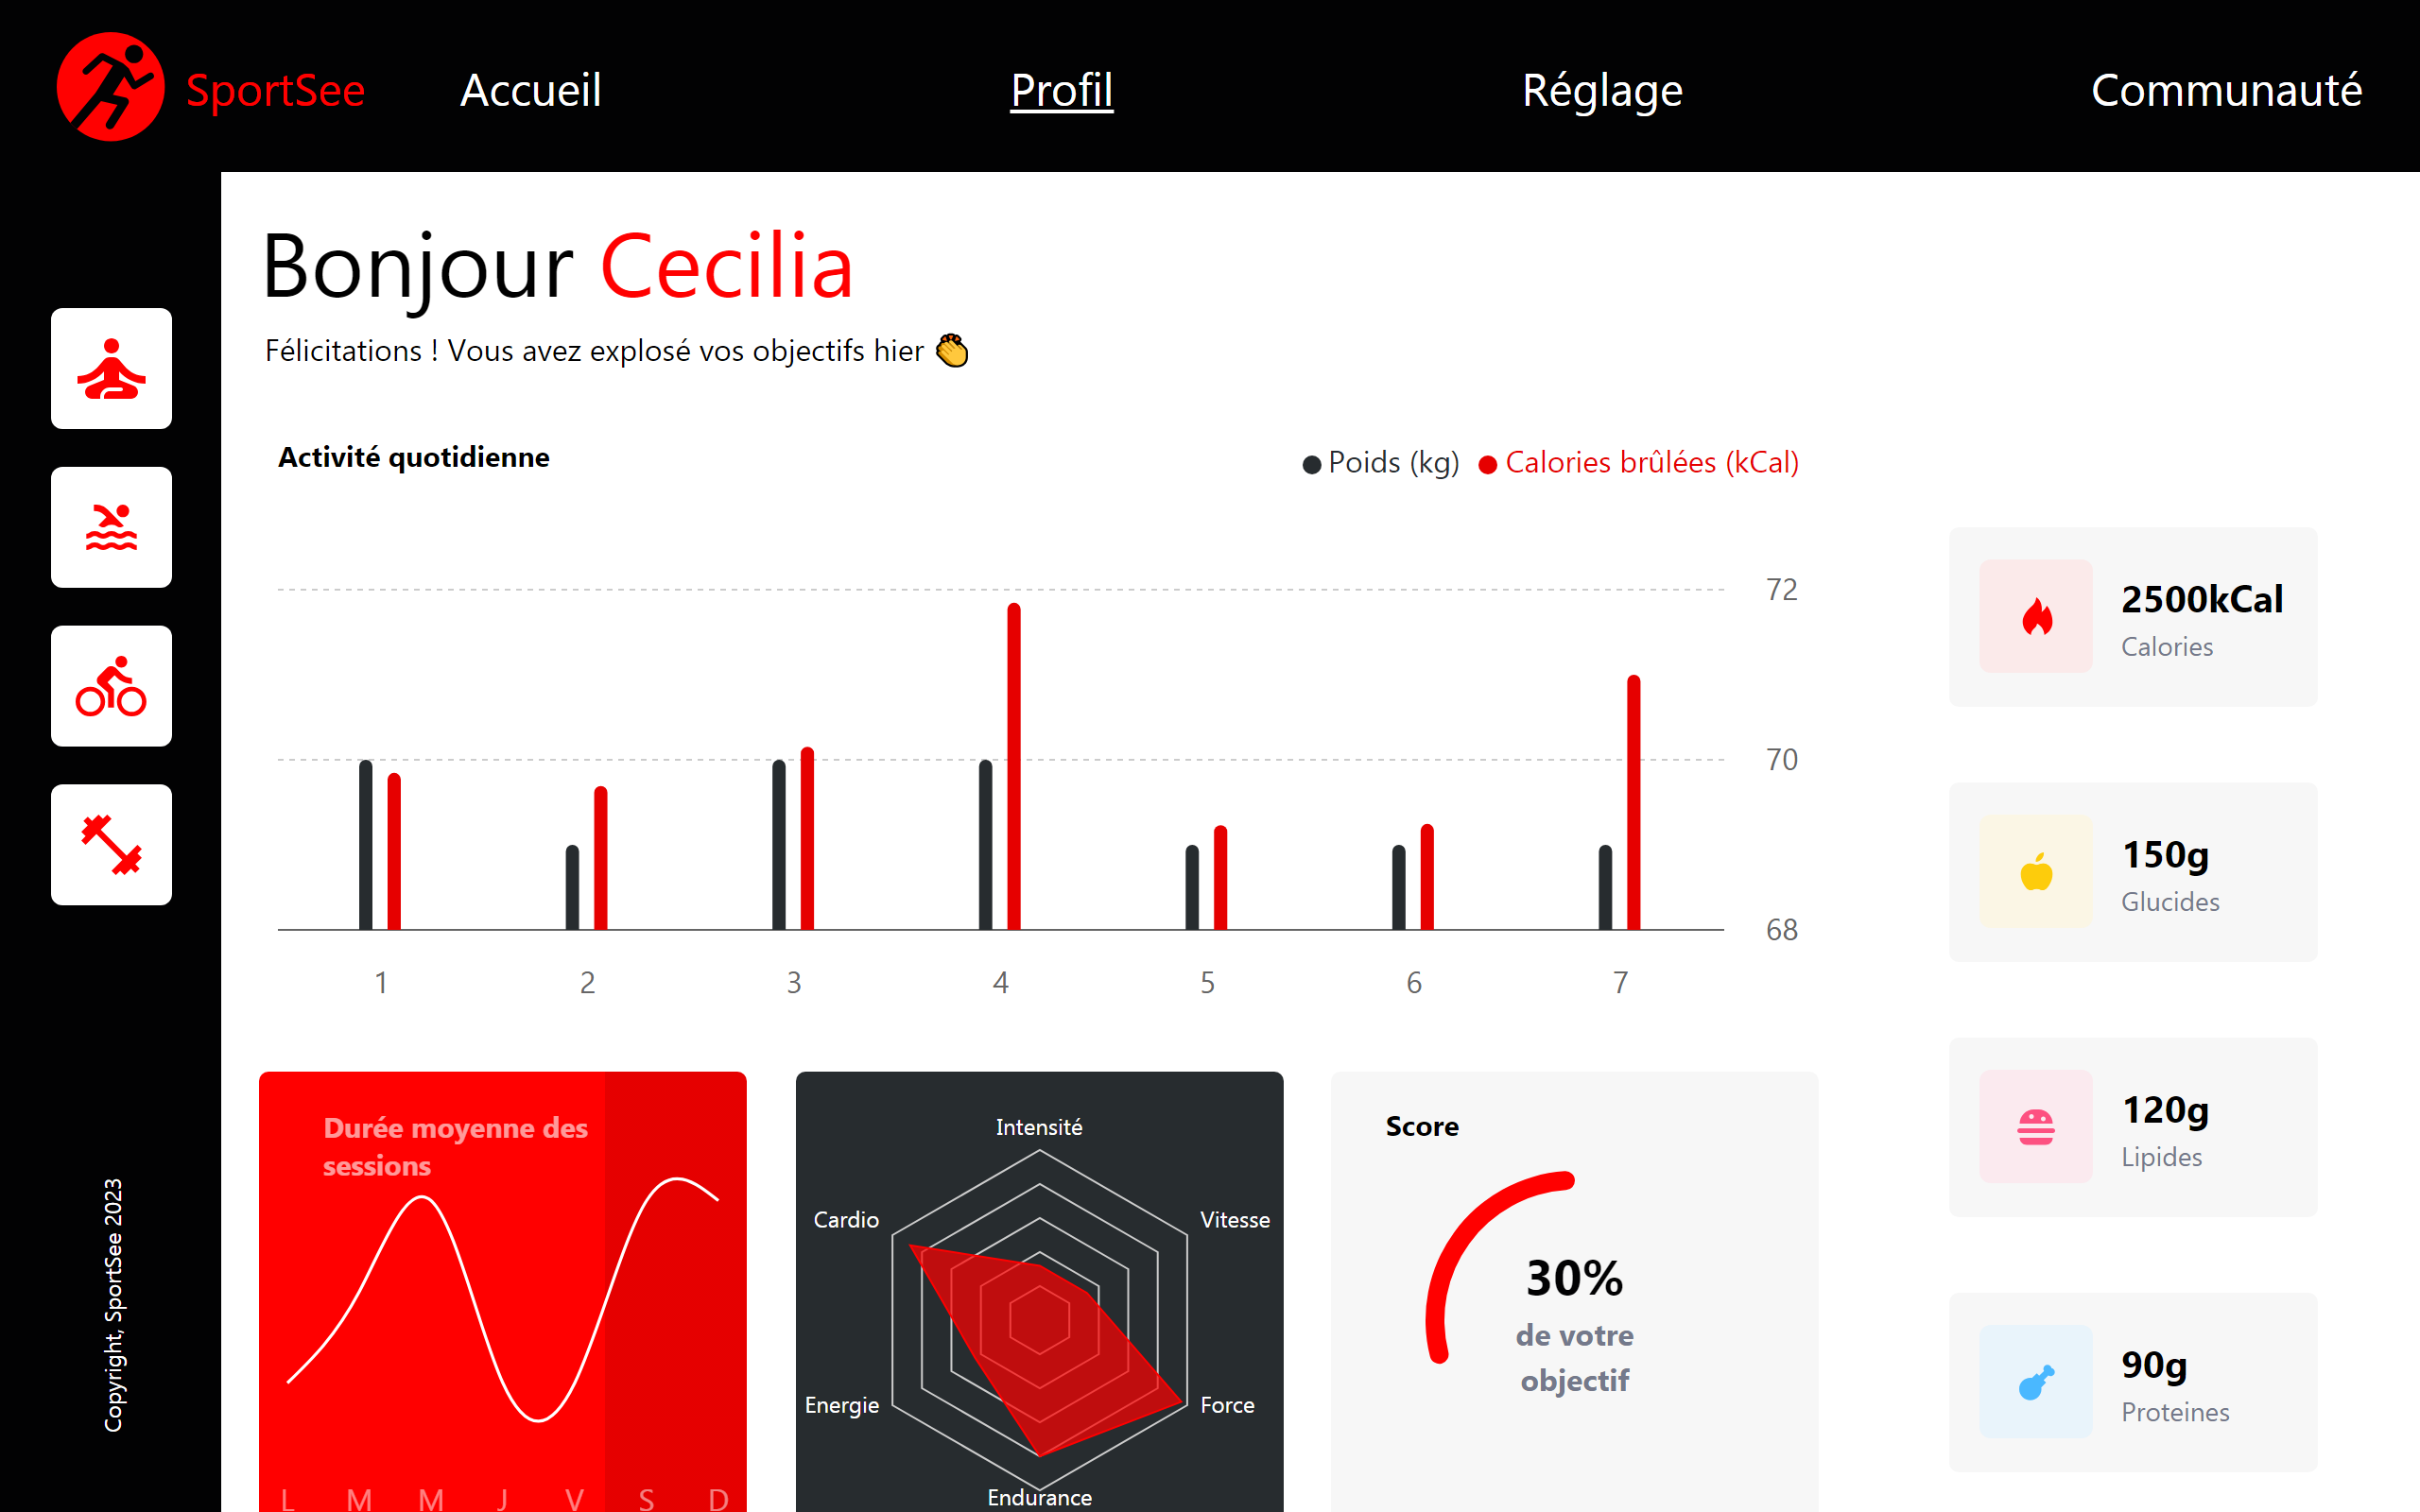 SportSee
Accueil
Profil
Réglage
Communauté
Bonjour Cecilia
Félicitations ! Vous avez explosé vos objectifs hier 👏
Activité quotidienne
Poids (kg)
Calories brûlées (kCal)
72
70
68
1
2
3
4
5
6
7
2500kCal
Calories
150g
Glucides
120g
Lipides
90g
Proteines
Durée moyenne des
sessions
L
M
M
J
V
S
D
Intensité
Vitesse
Force
Endurance
Energie
Cardio
Score
30%
de votre
objectif
Copyright, SportSee 2023